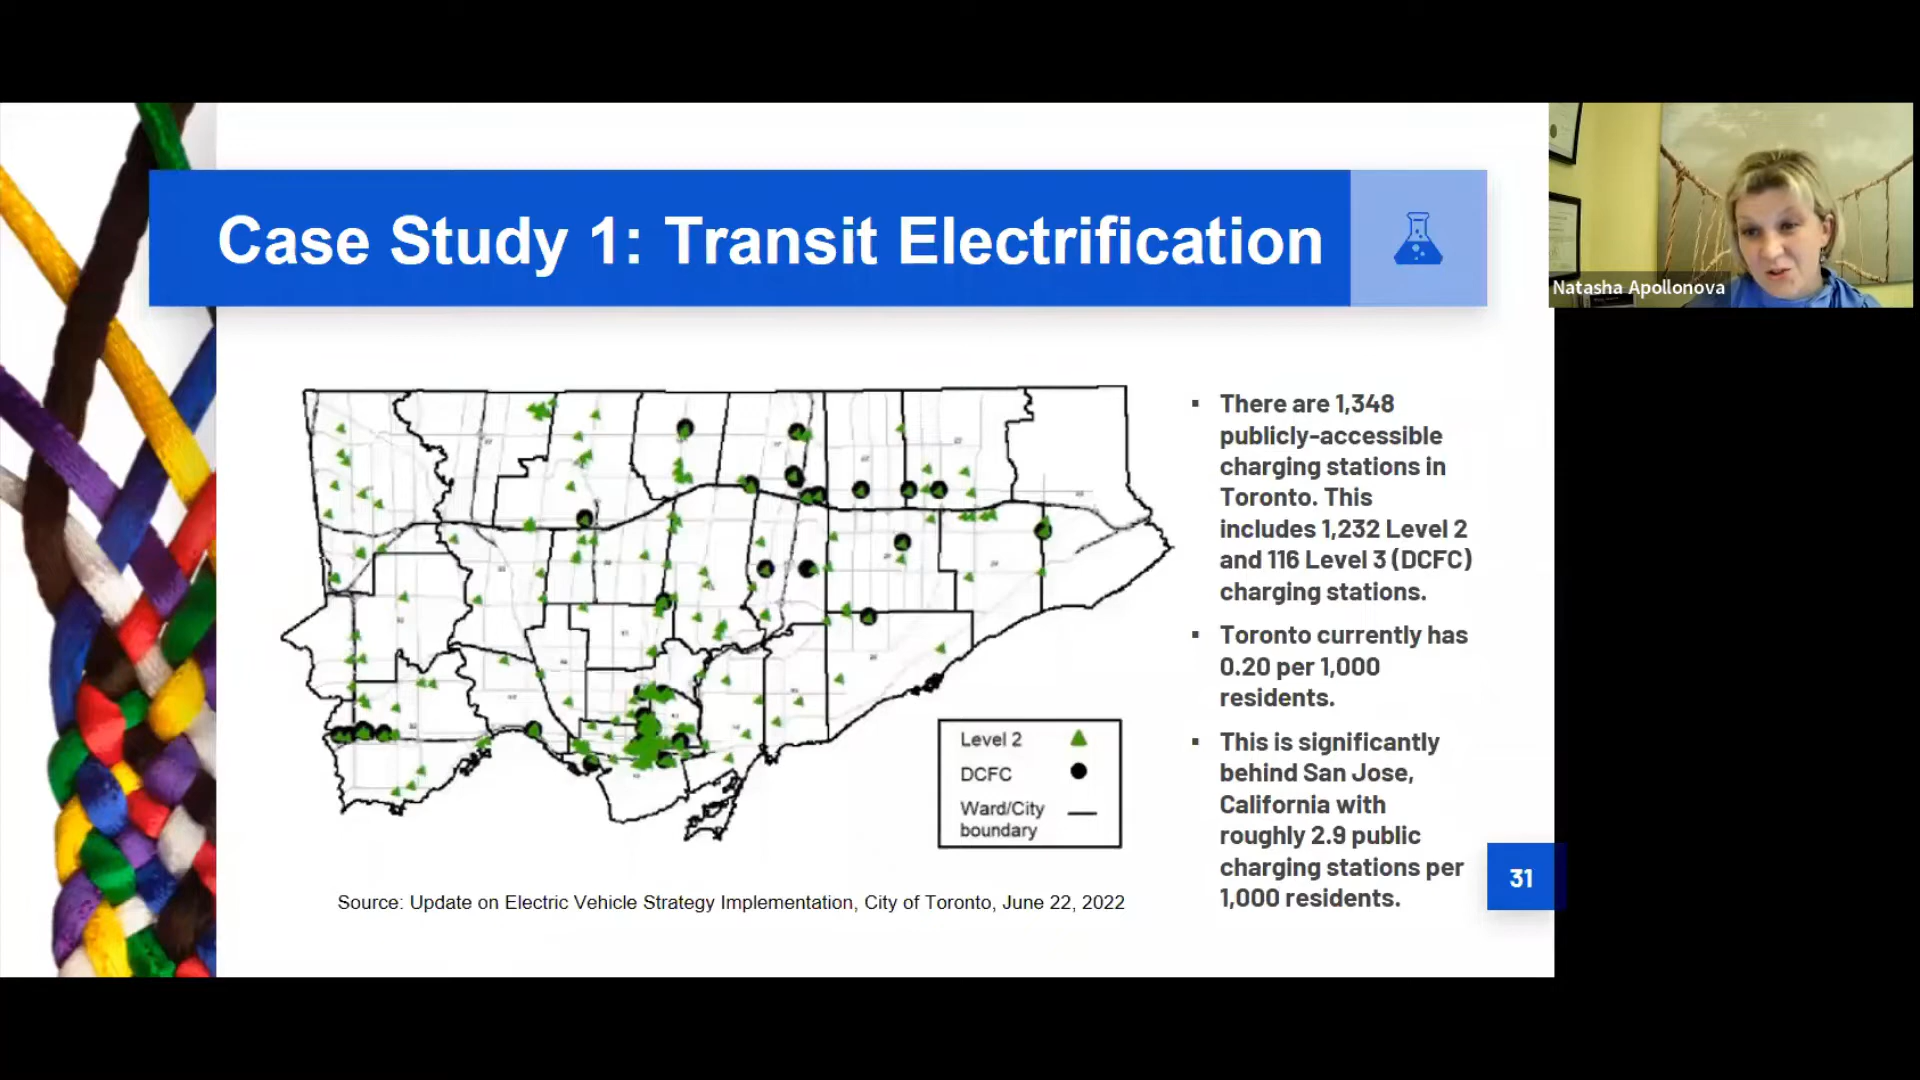 Case Study 1: Transit Electrification
Natasha Apollonova
There are 1,348
publicly-accessible
charging stations in
Toronto. This
includes 1,232 Level 2
and 116 Level 3 (DCFC)
charging stations.
Toronto currently has
0.20 per 1,000
residents.
This is significantly
behind San Jose,
California with
roughly 2.9 public
charging stations per
1,000 residents.
Level 2
DCFC
Ward/City
boundary
Source: Update on Electric Vehicle Strategy Implementation, City of Toronto, June 22, 2022
31